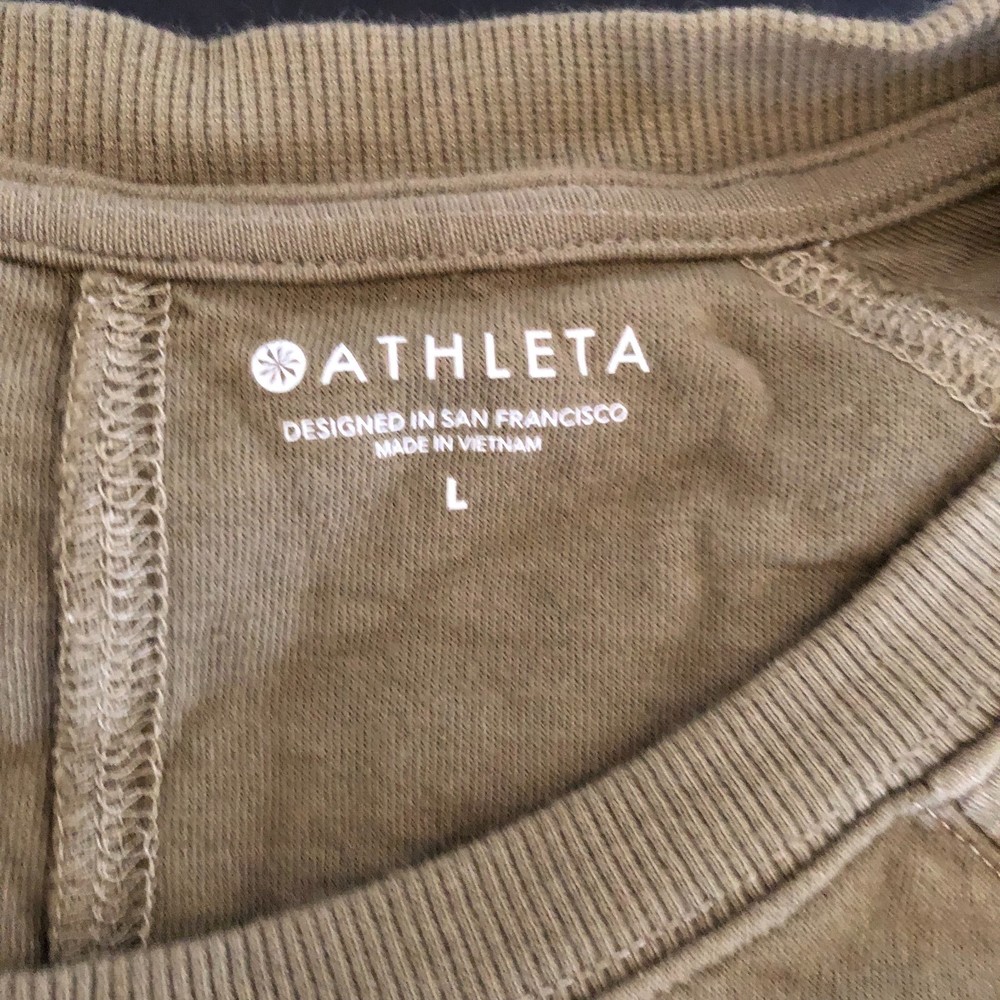 ATHLETA
DESIGNED IN SAN FRANCISCO
MADE IN VIETNAM
L